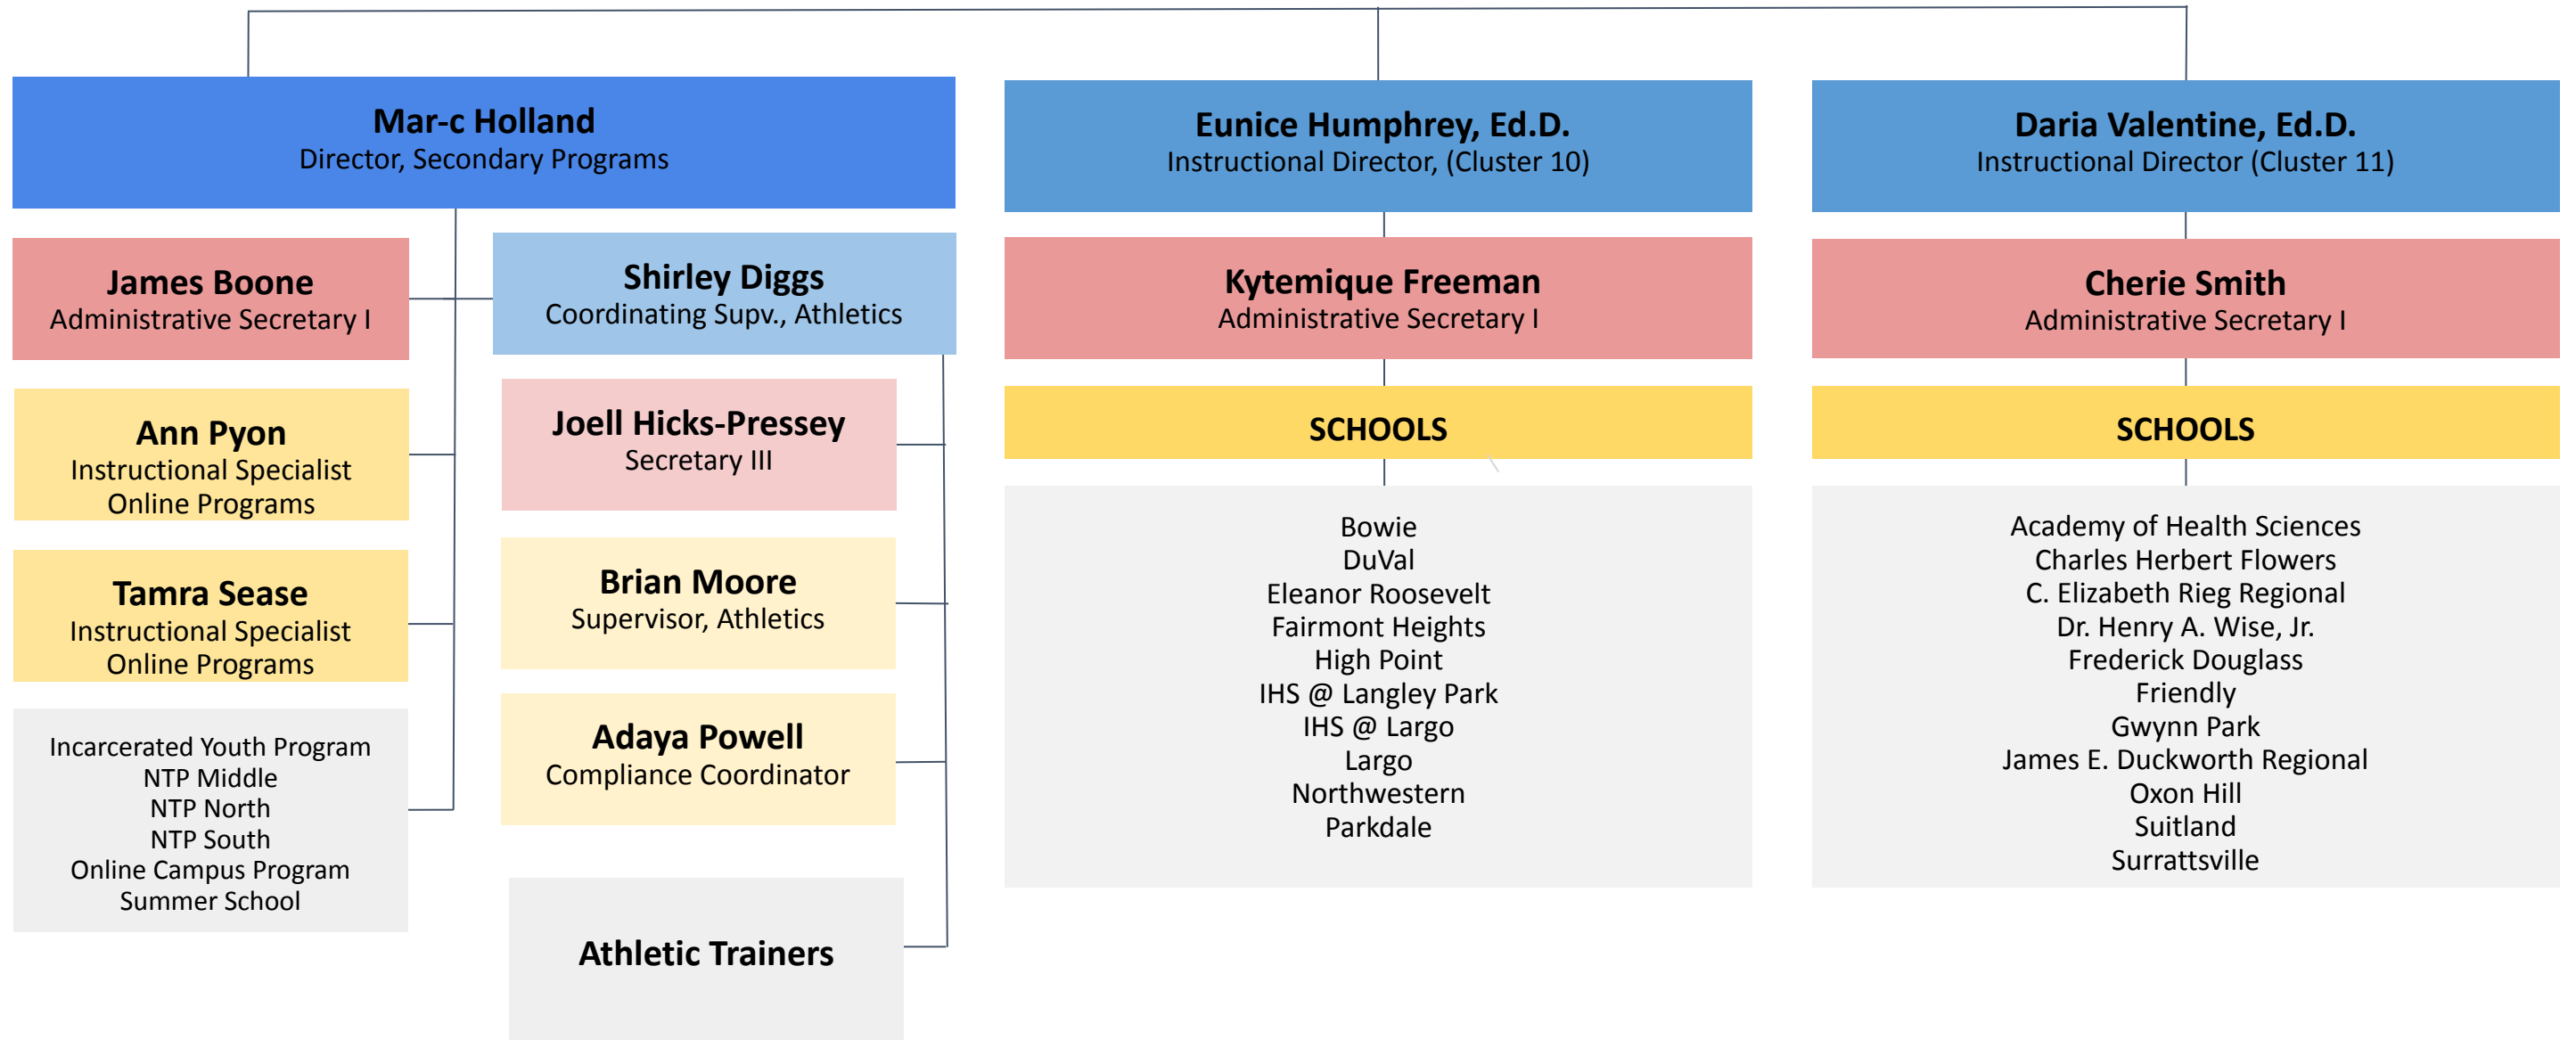 Mar-c Holland
Director, Secondary Programs
James Boone
Administrative Secretary I
Ann Pyon
Instructional Specialist
Online Programs
Tamra Sease
Instructional Specialist
Online Programs
Incarcerated Youth Program
NTP Middle
NTP North
NTP South
Online Campus Program
Summer School
Shirley Diggs
Coordinating Supv., Athletics
Joell Hicks-Pressey
Secretary III
Brian Moore
Supervisor, Athletics
Adaya Powell
Compliance Coordinator
Athletic Trainers
Eunice Humphrey, Ed.D.
Instructional Director, (Cluster 10)
Kytemique Freeman
Administrative Secretary I
SCHOOLS
Bowie
DuVal
Eleanor Roosevelt
Fairmont Heights
High Point
IHS @ Langley Park
IHS @ Largo
Largo
Northwestern
Parkdale
Daria Valentine, Ed.D.
Instructional Director (Cluster 11)
Cherie Smith
Administrative Secretary I
SCHOOLS
Academy of Health Sciences
Charles Herbert Flowers
C. Elizabeth Rieg Regional
Dr. Henry A. Wise, Jr.
Frederick Douglass
Friendly
Gwynn Park
James E. Duckworth Regional
Oxon Hill
Suitland
Surrattsville